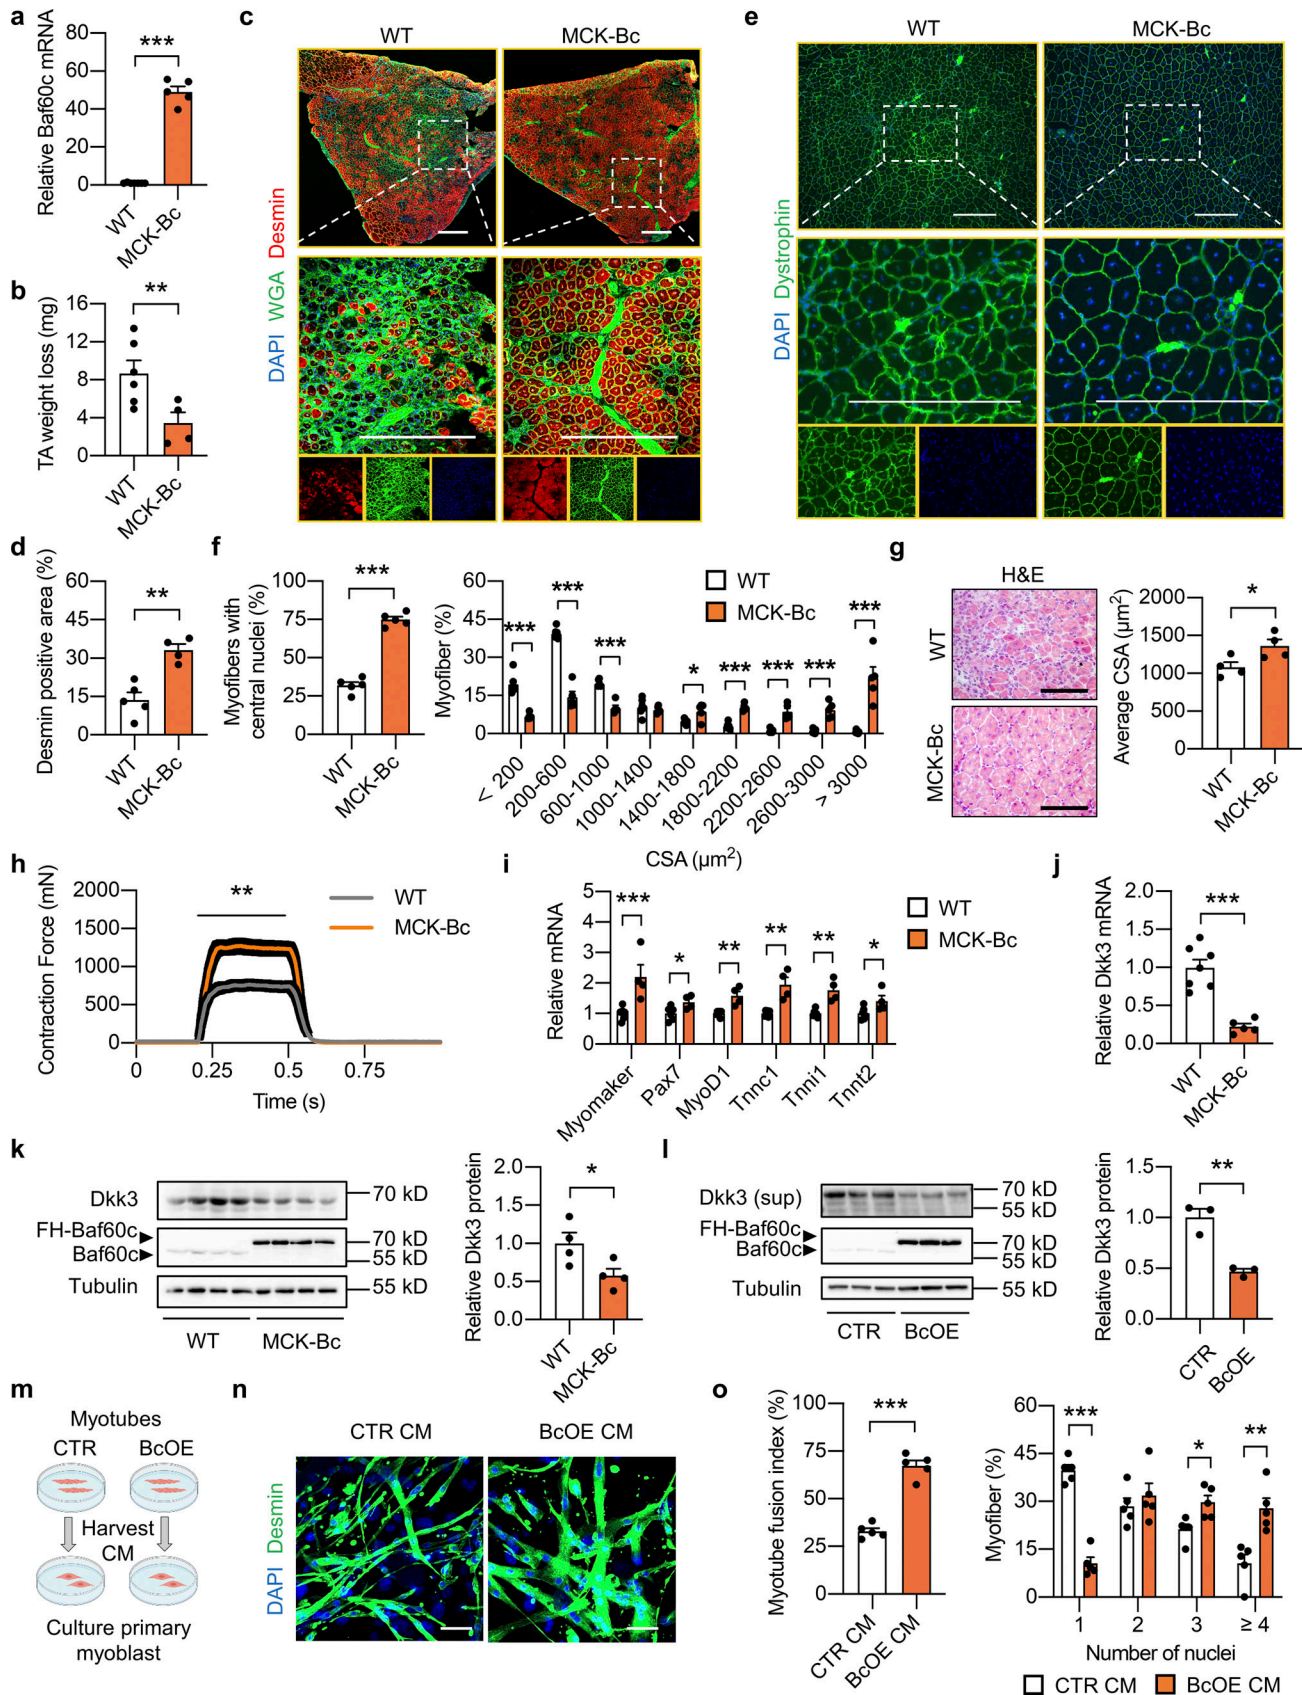 a
Relative Baf60c mRNA
80
60
40
20
0
***
WT
MCK-Bc
b
TA weight loss (mg)
16
12
8
4
0
**
WT
MCK-Bc
c
WT
MCK-Bc
DAPI WGA Desmin
e
WT
MCK-Bc
DAPI Dystrophin
d
Desmin positive area (%)
60
45
30
15
0
**
WT
MCK-Bc
f
Myofibers with
central nuclei (%)
100
75
50
25
0
***
WT
MCK-Bc
Myofiber (%)
60
45
30
15
0
*** *** *** * *** *** *** ***
WT
MCK-Bc
< 200
200-600
600-1000
1000-1400
1400-1800
1800-2200
2200-2600
2600-3000
> 3000
CSA (µm²)
g
H&E
WT
MCK-Bc
Average CSA (µm²)
2000
1500
1000
500
0
*
WT
MCK-Bc
h
Contraction Force (mN)
2000
1500
1000
500
0
**
WT
MCK-Bc
0 0.25 0.5 0.75
Time (s)
i
Relative mRNA
5
4
3
2
1
0
*** * ** ** ** *
WT
MCK-Bc
Myomaker
Pax7
MyoD1
Tnnc1
Tnni1
Tnnt2
j
Relative Dkk3 mRNA
2.0
1.5
1.0
0.5
0.0
***
WT
MCK-Bc
k
Dkk3
70 kD
FH-Baf60c
70 kD
Baf60c
55 kD
Tubulin
55 kD
WT MCK-Bc
Relative Dkk3 protein
2.0
1.5
1.0
0.5
0.0
*
WT
MCK-Bc
l
Dkk3 (sup)
70 kD
55 kD
FH-Baf60c
70 kD
Baf60c
55 kD
Tubulin
55 kD
CTR BcOE
Relative Dkk3 protein
1.5
1.0
0.5
0.0
**
CTR
BcOE
m
Myotubes
CTR BcOE
Harvest
CM
Culture primary
myoblast
n
CTR CM
BcOE CM
DAPI Desmin
o
Myotube fusion index (%)
100
75
50
25
0
***
CTR CM
BcOE CM
Myofiber (%)
60
45
30
15
0
*** * **
1 2 3 ≥ 4
Number of nuclei
CTR CM BcOE CM